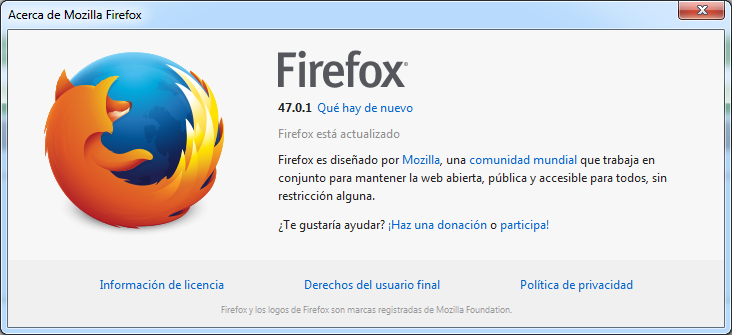 Acerca de Mozilla Firefox
Firefox®
47.0.1 Qué hay de nuevo
Firefox está actualizado
Firefox es diseñado por Mozilla, una comunidad mundial que trabaja en
conjunto para mantener la web abierta, pública y accesible para todos, sin
restricción alguna.
¿Te gustaría ayudar? ¡Haz una donación o participa!
Información de licencia
Derechos del usuario final
Política de privacidad
Firefox y los logos de Firefox son marcas registradas de Mozilla Foundation.